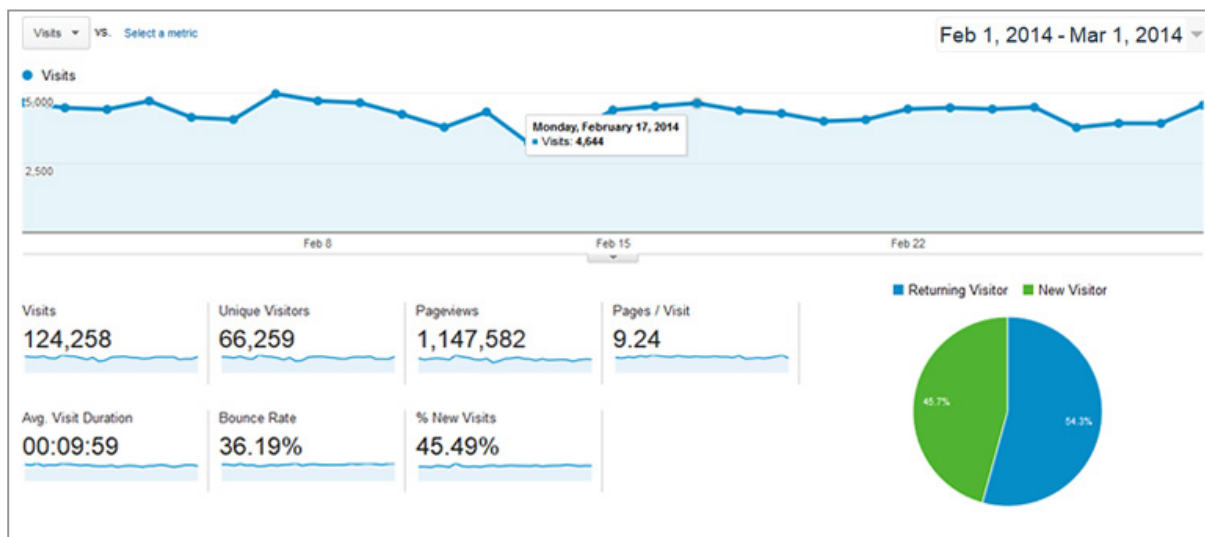 Visits vs. Select a metric
Feb 1, 2014 - Mar 1, 2014
Visits
5,000
Monday, February 17, 2014
Visits: 4,644
2,500
Feb 8 Feb 15 Feb 22
Returning Visitor New Visitor
Visits Unique Visitors Pageviews Pages / Visit
124,258 66,259 1,147,582 9.24
45.7%
54.3%
Avg. Visit Duration Bounce Rate % New Visits
00:09:59 36.19% 45.49%